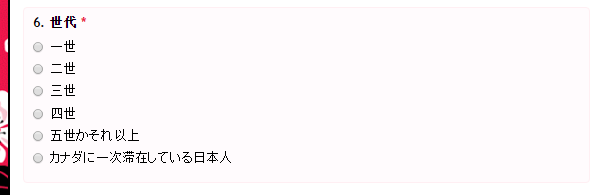 6. 世代 *
一世
二世
三世
四世
五世かそれ以上
カナダに一次滞在している日本人